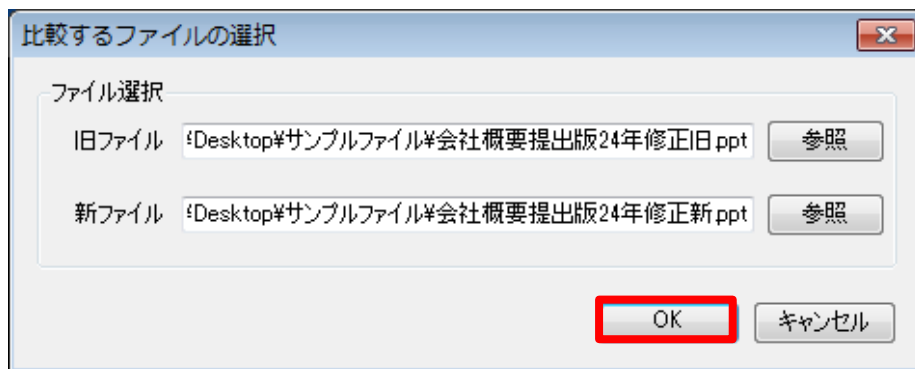 比較するファイルの選択
ファイル選択
旧ファイル ¥Desktop¥サンプルファイル¥会社概要提出版24年修正旧.ppt 参照
新ファイル ¥Desktop¥サンプルファイル¥会社概要提出版24年修正新.ppt 参照
OK キャンセル